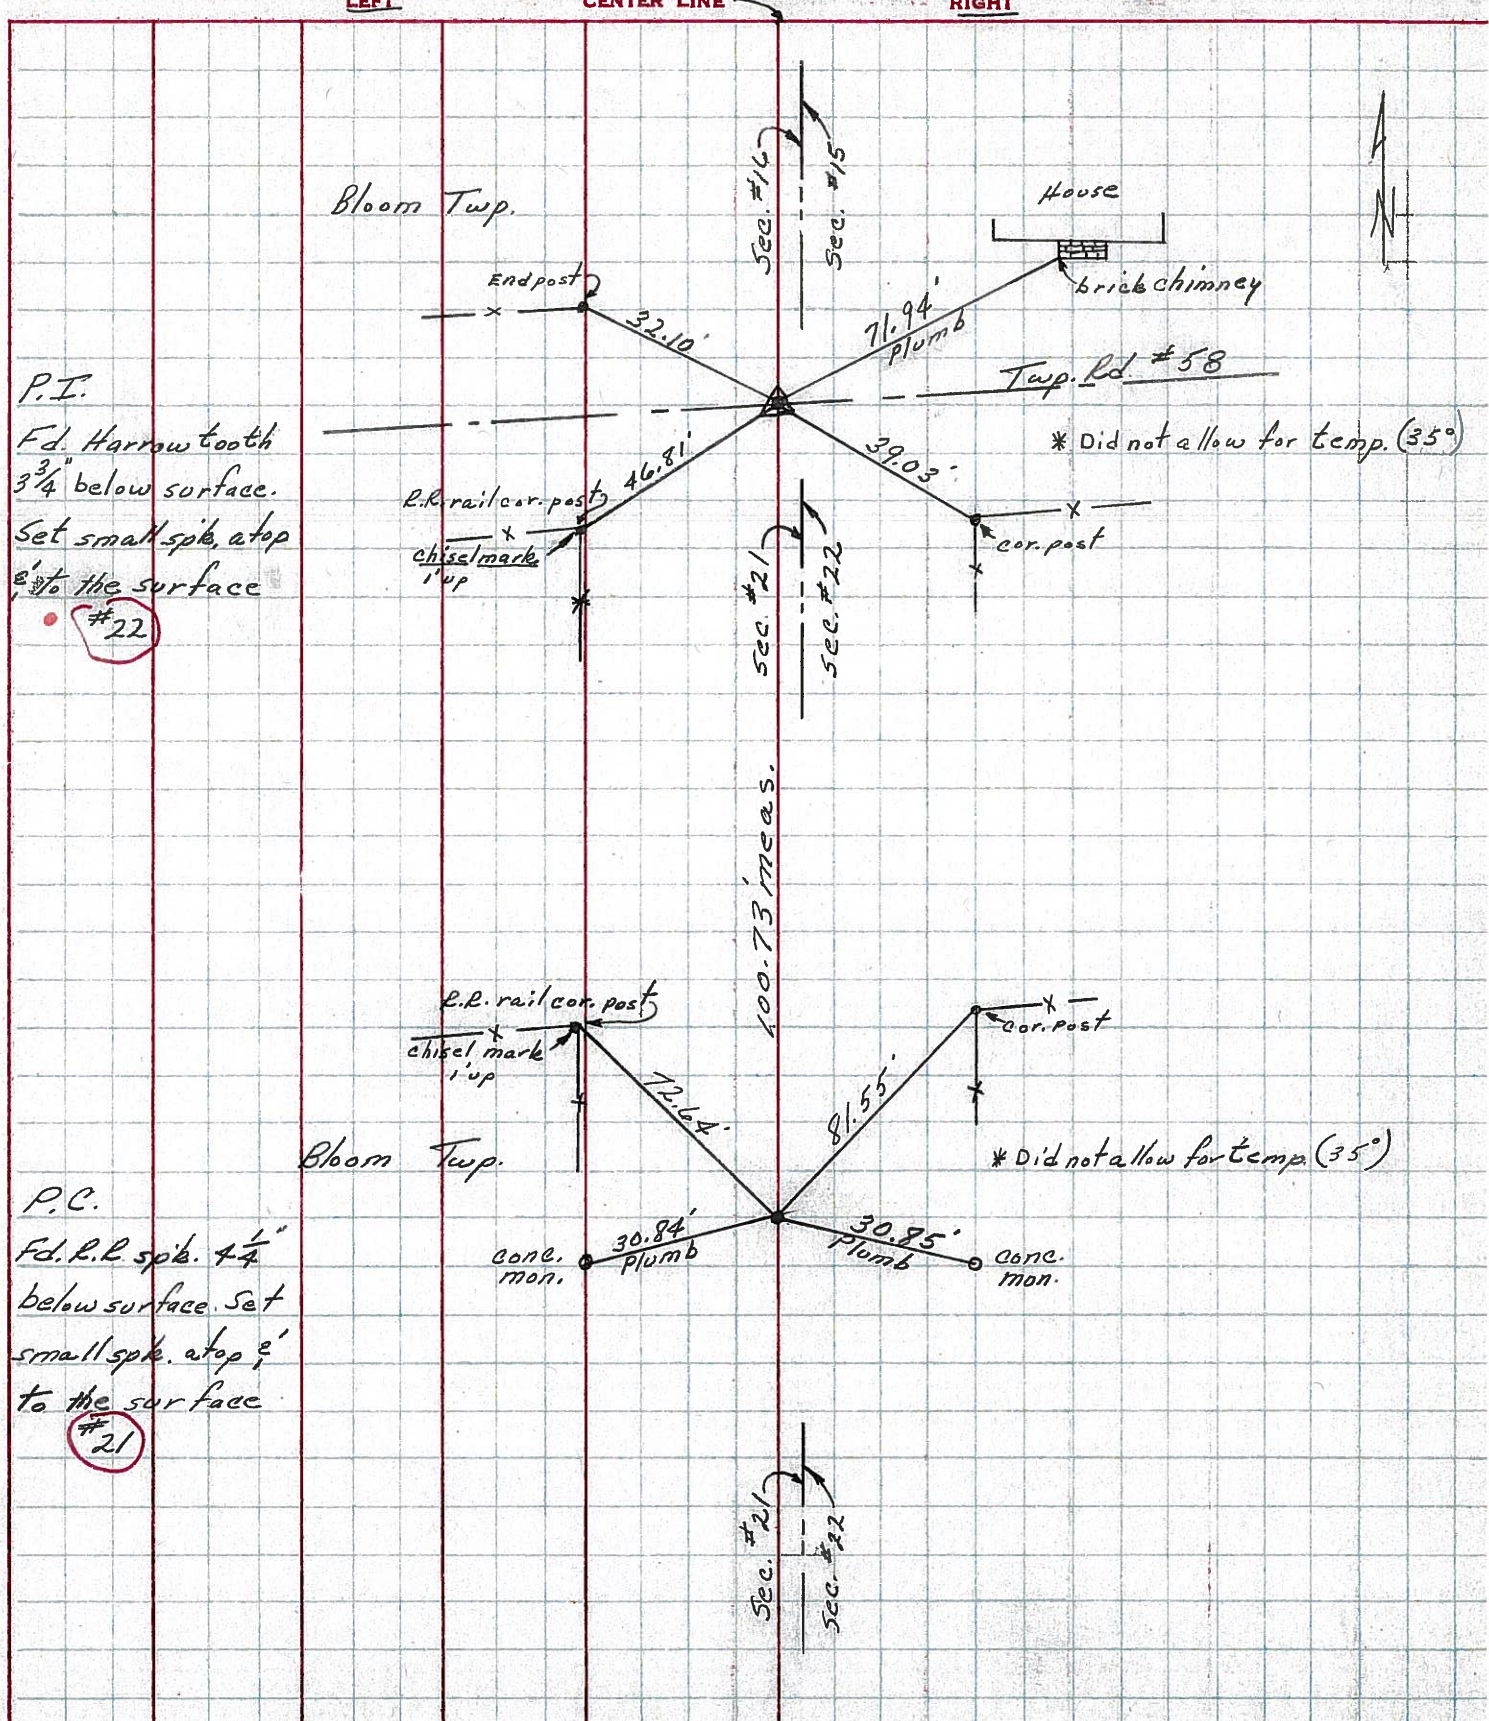 LEFT CENTER LINE RIGHT
Sec. #16
Sec. #15
Bloom Twp.
House
N
Endpost
brick chimney
32.10'
71.94'
Plumb
Twp. Rd. #58
P.I.
Fd. Harrow tooth
3 3/4" below surface.
Set small spk. atop
&' to the surface
#22
* Did not allow for temp. (35°)
46.81'
39.03'
R.R. rail cor. post
chisel mark
1' up
cor. post
Sec. #21
Sec. #22
100.73' meas.
R.R. rail cor. post
chisel mark
1' up
cor. post
72.64'
81.55'
Bloom Twp.
* Did not allow for temp. (35°)
P.C.
Fd. R.R. spk. 4 1/4"
below surface. Set
small spk. atop &'
to the surface
#21
30.84'
Plumb
30.85'
Plumb
conc.
mon.
conc.
mon.
Sec. #21
Sec. #22